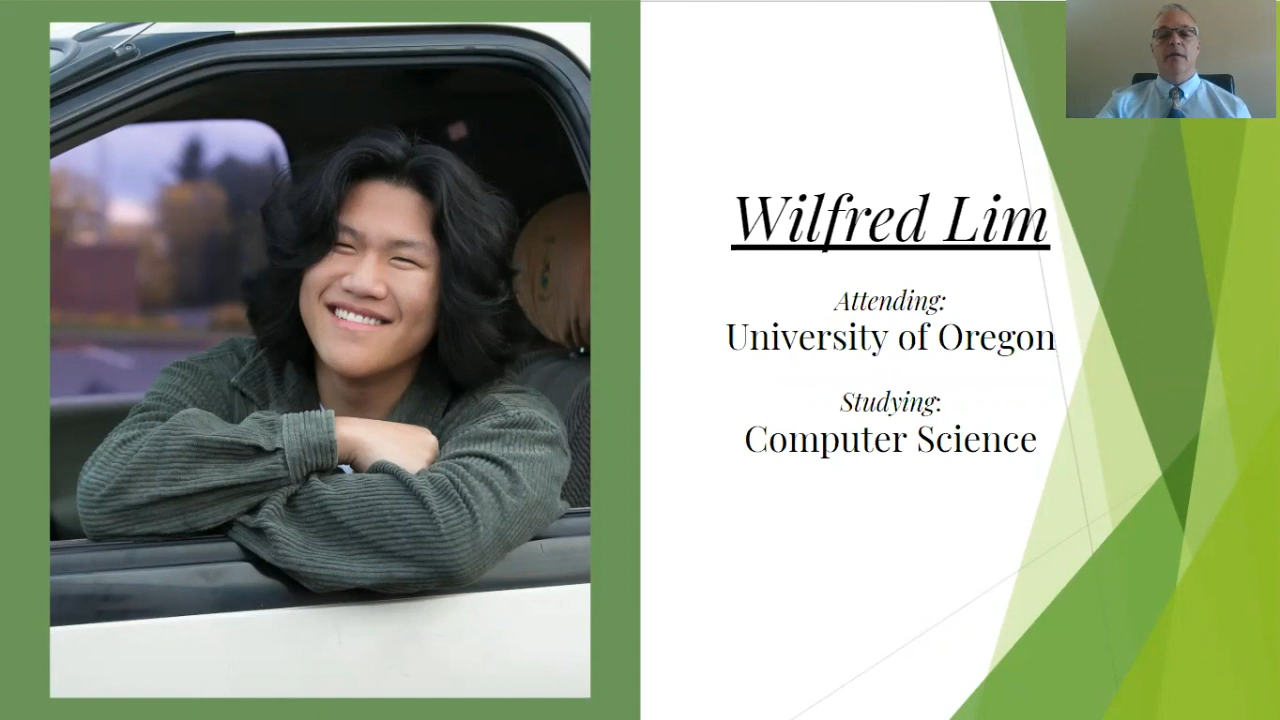 Wilfred Lim
Attending:
University of Oregon
Studying:
Computer Science